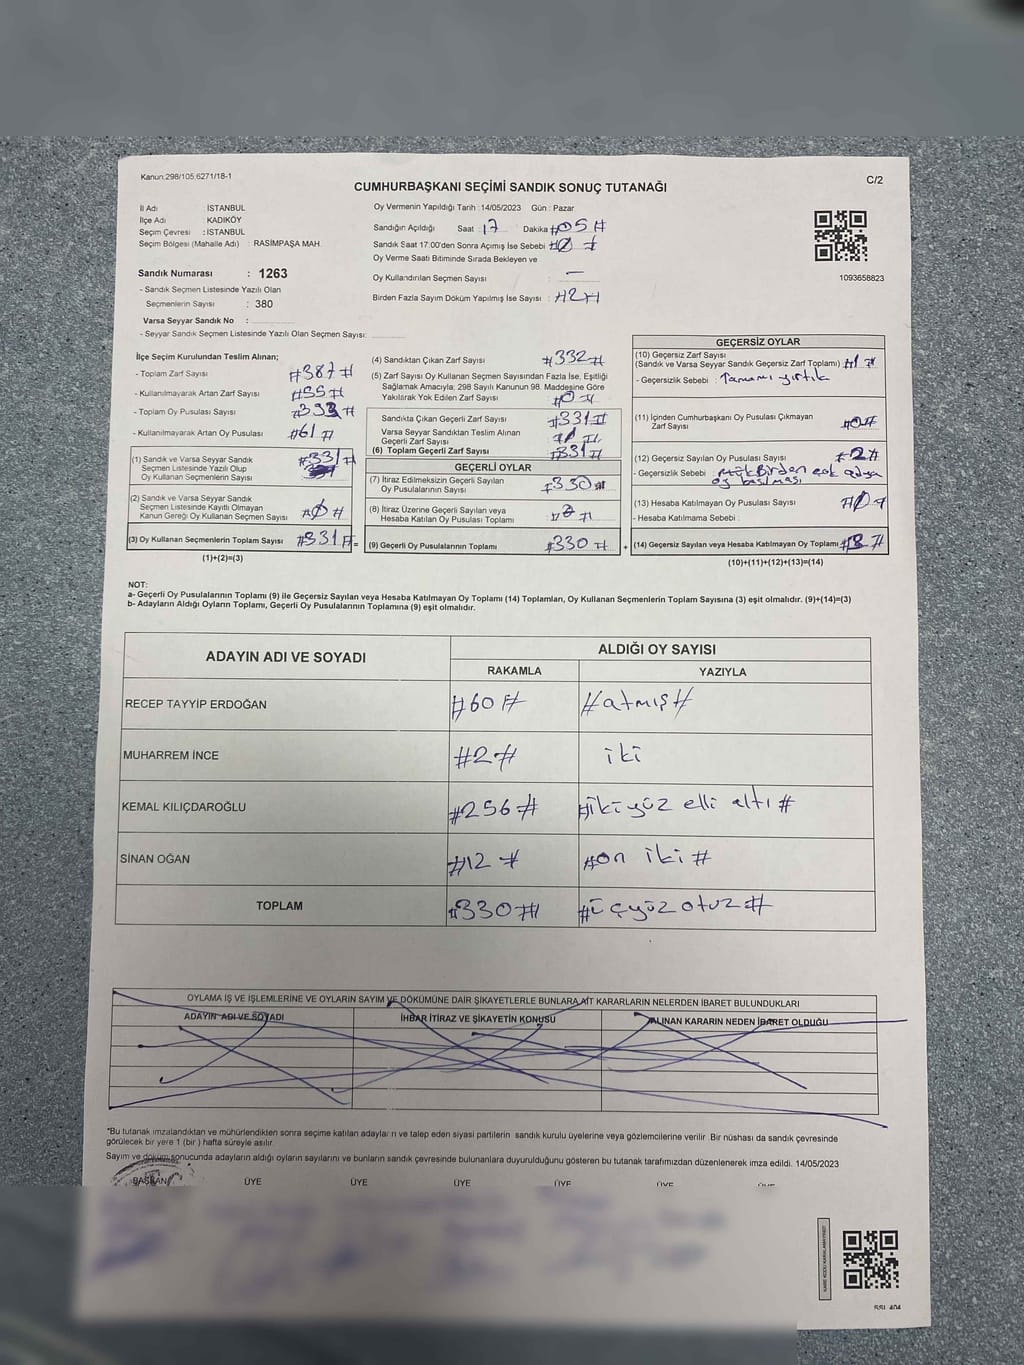 Kanun:298/105,6271/18-1
C/2
CUMHURBAŞKANI SEÇİMİ SANDIK SONUÇ TUTANAĞI
İl Adı : İSTANBUL
İlçe Adı : KADIKÖY
Seçim Çevresi : İSTANBUL
Seçim Bölgesi (Mahalle Adı) : RASİMPAŞA MAH.
Sandık Numarası : 1263
- Sandık Seçmen Listesinde Yazılı Olan
Seçmenlerin Sayısı : 380
Varsa Seyyar Sandık No :
- Seyyar Sandık Seçmen Listesinde Yazılı Olan Seçmen Sayısı:
Oy Vermenin Yapıldığı Tarih : 14/05/2023 Gün : Pazar
Sandığın Açıldığı Saat : 17 Dakika #05#
Sandık Saat 17:00'den Sonra Açımış İse Sebebi #0#
Oy Verme Saati Bitiminde Sırada Bekleyen ve
Oy Kullandırılan Seçmen Sayısı : —
Birden Fazla Sayım Döküm Yapılmış İse Sayısı : #2#
1093658823
İlçe Seçim Kurulundan Teslim Alınan;
- Toplam Zarf Sayısı #387#
- Kullanılmayarak Artan Zarf Sayısı #55#
- Toplam Oy Pusulası Sayısı
- Kullanılmayarak Artan Oy Pusulası #61#
(1) Sandık ve Varsa Seyyar Sandık #331#
Seçmen Listesinde Yazılı Olup
Oy Kullanan Seçmenlerin Sayısı
(2) Sandık ve Varsa Seyyar Sandık
Seçmen Listesinde Kayıtlı Olmayan
Kanun Gereği Oy Kullanan Seçmen Sayısı #0#
(3) Oy Kullanan Seçmenlerin Toplam Sayısı #331# =
(1)+(2)=(3)
(4) Sandıktan Çıkan Zarf Sayısı #332#
(5) Zarf Sayısı Oy Kullanan Seçmen Sayısından Fazla İse, Eşitliği
Sağlamak Amacıyla; 298 Sayılı Kanunun 98. Maddesine Göre
Yakılarak Yok Edilen Zarf Sayısı #0#
Sandıkta Çıkan Geçerli Zarf Sayısı #331#
Varsa Seyyar Sandıktan Teslim Alınan
Geçerli Zarf Sayısı
(6) Toplam Geçerli Zarf Sayısı #331#
GEÇERLİ OYLAR
(7) İtiraz Edilmeksizin Geçerli Sayılan
Oy Pusulalarının Sayısı #330#
(8) İtiraz Üzerine Geçerli Sayılan veya
Hesaba Katılan Oy Pusulası Toplamı
(9) Geçerli Oy Pusulalarının Toplamı #330# +
GEÇERSİZ OYLAR
(10) Geçersiz Zarf Sayısı
(Sandık ve Varsa Seyyar Sandık Geçersiz Zarf Toplamı) #1#
- Geçersizlik Sebebi : Tamamı yırtık
(11) İçinden Cumhurbaşkanı Oy Pusulası Çıkmayan
Zarf Sayısı #0#
(12) Geçersiz Sayılan Oy Pusulası Sayısı #2#
- Geçersizlik Sebebi : Birden çok adaya
oy basılması
(13) Hesaba Katılmayan Oy Pusulası Sayısı #0#
- Hesaba Katılmama Sebebi :
(14) Geçersiz Sayılan veya Hesaba Katılmayan Oy Toplamı #3#
(10)+(11)+(12)+(13)=(14)
NOT:
a- Geçerli Oy Pusulalarının Toplamı (9) ile Geçersiz Sayılan veya Hesaba Katılmayan Oy Toplamı (14) Toplamları, Oy Kullanan Seçmenlerin Toplam Sayısına (3) eşit olmalıdır. (9)+(14)=(3)
b- Adayların Aldığı Oyların Toplamı, Geçerli Oy Pusulalarının Toplamına (9) eşit olmalıdır.
ADAYIN ADI VE SOYADI
ALDIĞI OY SAYISI
RAKAMLA YAZIYLA
RECEP TAYYİP ERDOĞAN #60# #atmış#
MUHARREM İNCE #2# iki
KEMAL KILIÇDAROĞLU #256# #ikiyüz elli altı#
SİNAN OĞAN #12# #on iki#
TOPLAM #330# #üçyüz otuz#
OYLAMA İŞ VE İŞLEMLERİNE VE OYLARIN SAYIM VE DÖKÜMÜNE DAİR ŞİKAYETLERLE BUNLARA AİT KARARLARIN NELERDEN İBARET BULUNDUKLARI
ADAYIN ADI VE SOYADI İHBAR İTİRAZ VE ŞİKAYETİN KONUSU ALINAN KARARIN NEDEN İBARET OLDUĞU
*Bu tutanak imzalandıktan ve mühürlendikten sonra seçime katılan adayları ve talep eden siyasi partilerin sandık kurulu üyelerine veya gözlemcilerine verilir. Bir nüshası da sandık çevresinde
görülecek bir yere 1 (bir) hafta süreyle asılır.
Sayım ve döküm sonucunda adayların aldığı oyların sayılarını ve bunların sandık çevresinde bulunanlara duyurulduğunu gösteren bu tutanak tarafımızdan düzenlenerek imza edildi. 14/05/2023
BAŞKAN ÜYE ÜYE ÜYE ÜYE ÜYE